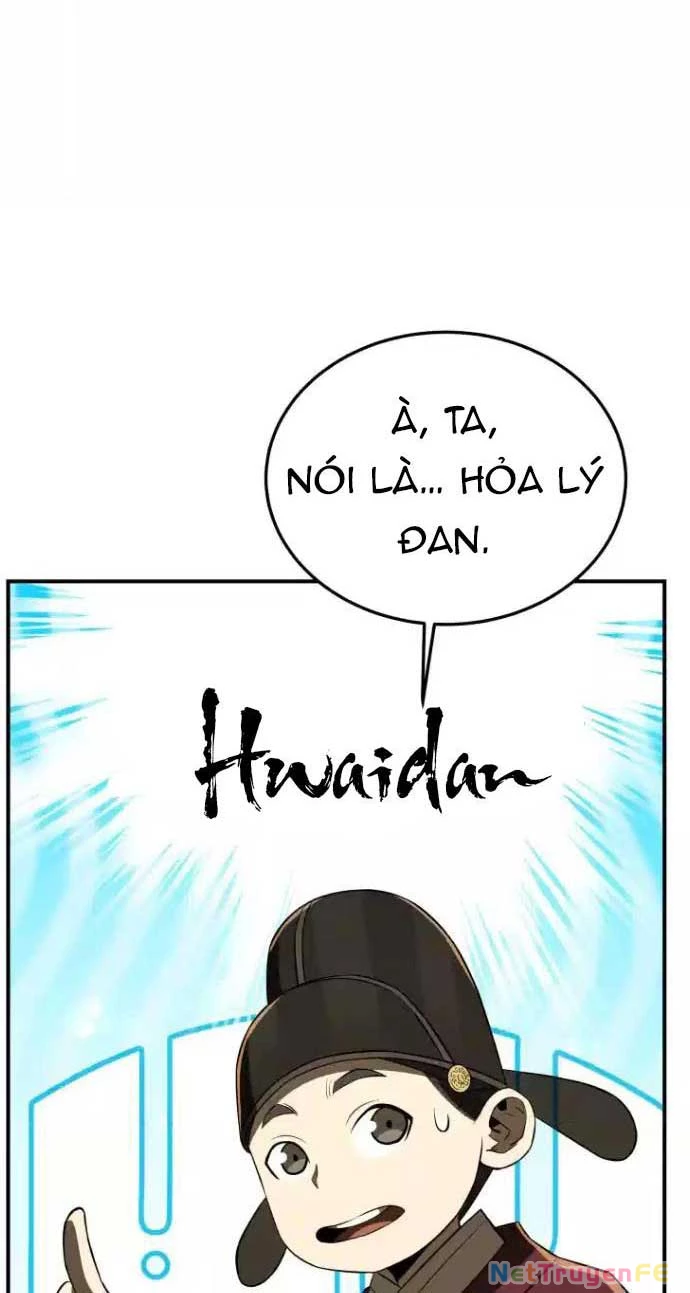 À, TA,
NÓI LÀ... HỎA LÝ
ĐAN.
Hwaidan
NetTruyenFE